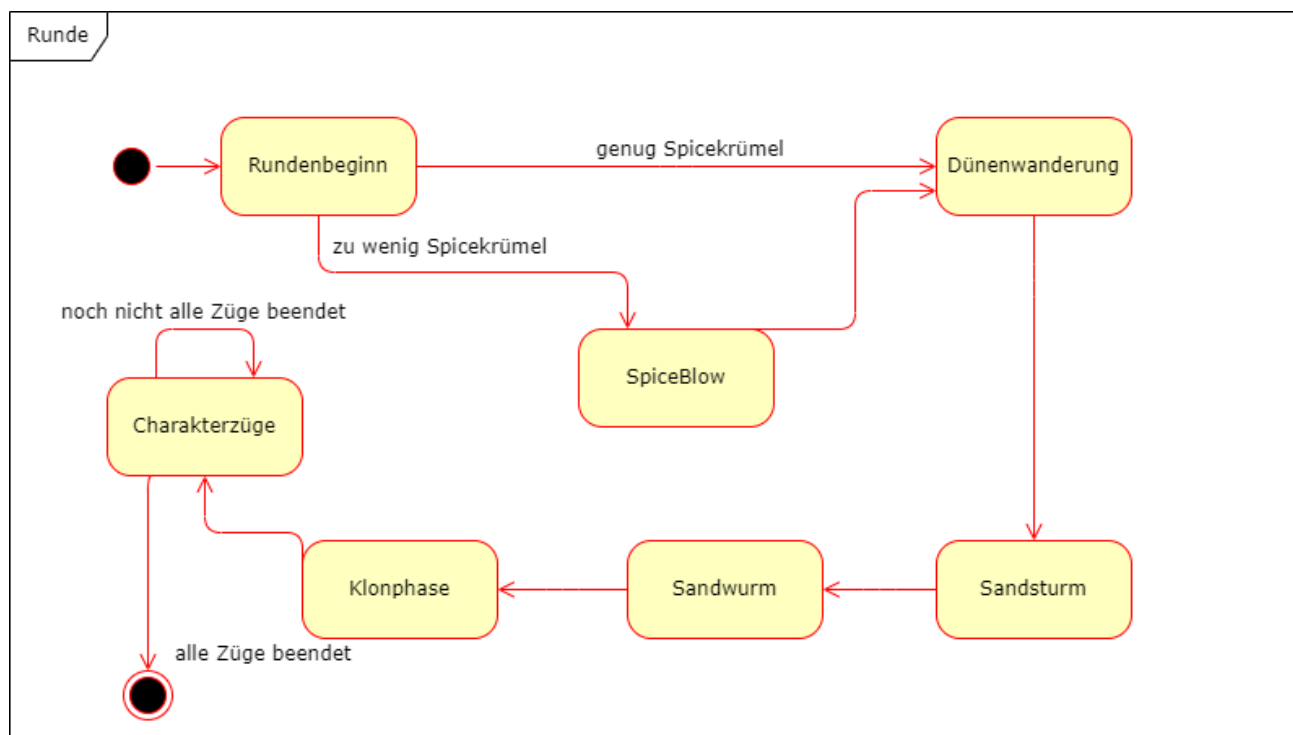 Runde
Rundenbeginn
genug Spicekrümel
Dünenwanderung
zu wenig Spicekrümel
noch nicht alle Züge beendet
SpiceBlow
Charakterzüge
Klonphase
Sandwurm
Sandsturm
alle Züge beendet